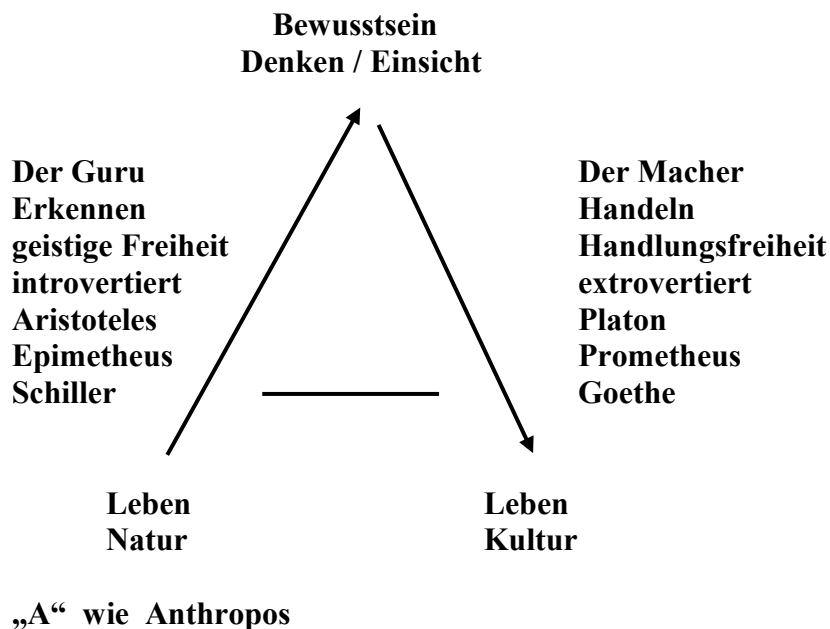 Bewusstsein
Denken / Einsicht
Der Guru
Erkennen
geistige Freiheit
introvertiert
Aristoteles
Epimetheus
Schiller
Der Macher
Handeln
Handlungsfreiheit
extrovertiert
Platon
Prometheus
Goethe
Leben
Natur
Leben
Kultur
„A“ wie Anthropos